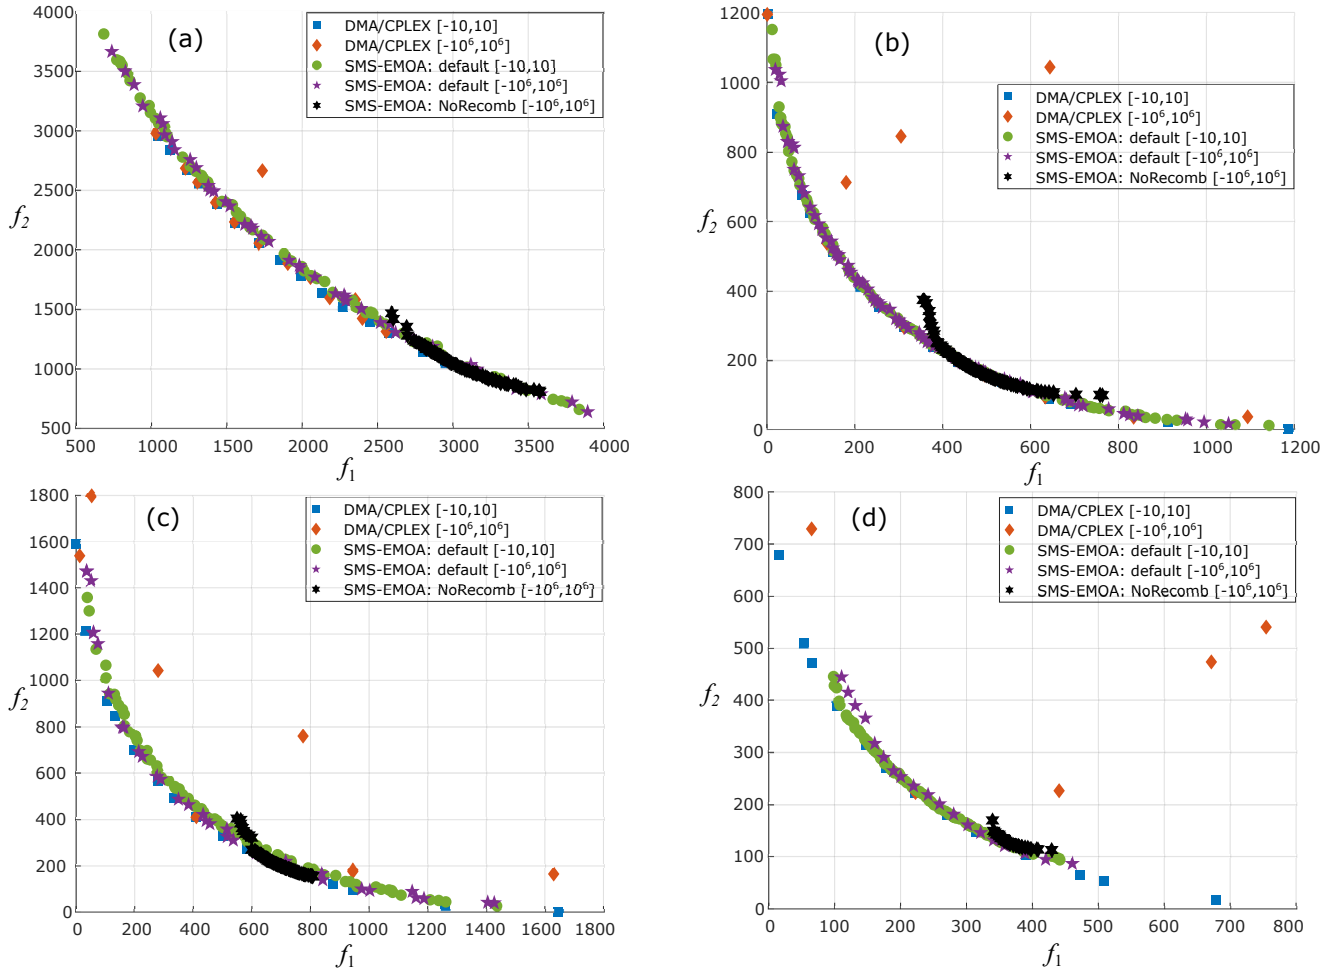 (a)
DMA/CPLEX [-10,10]
DMA/CPLEX [-10⁶,10⁶]
SMS-EMOA: default [-10,10]
SMS-EMOA: default [-10⁶,10⁶]
SMS-EMOA: NoRecomb [-10⁶,10⁶]
4000
3500
3000
2500
2000
1500
1000
500
f₂
500 1000 1500 2000 2500 3000 3500 4000
f₁
(b)
DMA/CPLEX [-10,10]
DMA/CPLEX [-10⁶,10⁶]
SMS-EMOA: default [-10,10]
SMS-EMOA: default [-10⁶,10⁶]
SMS-EMOA: NoRecomb [-10⁶,10⁶]
1200
1000
800
600
400
200
0
f₂
0 200 400 600 800 1000 1200
f₁
(c)
DMA/CPLEX [-10,10]
DMA/CPLEX [-10⁶,10⁶]
SMS-EMOA: default [-10,10]
SMS-EMOA: default [-10⁶,10⁶]
SMS-EMOA: NoRecomb [-10⁶,10⁶]
1800
1600
1400
1200
1000
800
600
400
200
0
f₂
0 200 400 600 800 1000 1200 1400 1600 1800
f₁
(d)
DMA/CPLEX [-10,10]
DMA/CPLEX [-10⁶,10⁶]
SMS-EMOA: default [-10,10]
SMS-EMOA: default [-10⁶,10⁶]
SMS-EMOA: NoRecomb [-10⁶,10⁶]
800
700
600
500
400
300
200
100
0
f₂
0 100 200 300 400 500 600 700 800
f₁